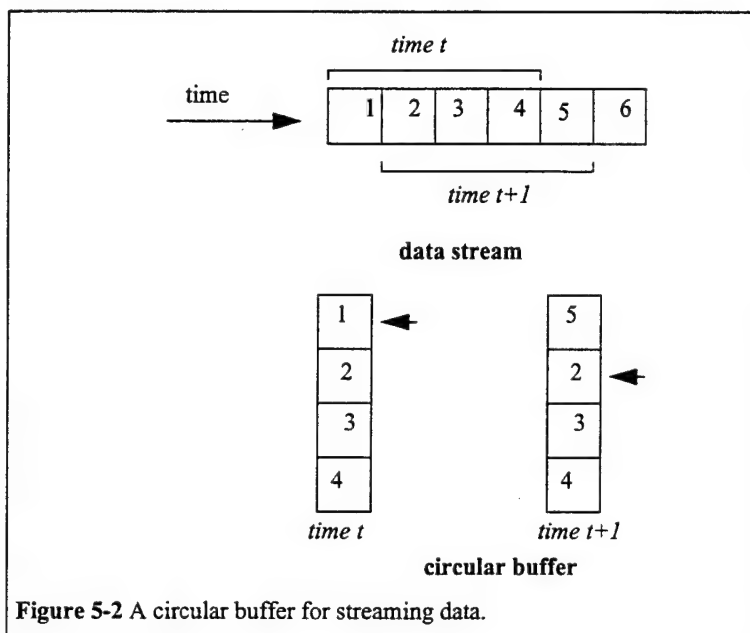 time t
time
1 2 3 4 5 6
time t+1
data stream
1 5
2 2
3 3
4 4
time t time t+1
circular buffer
Figure 5-2 A circular buffer for streaming data.